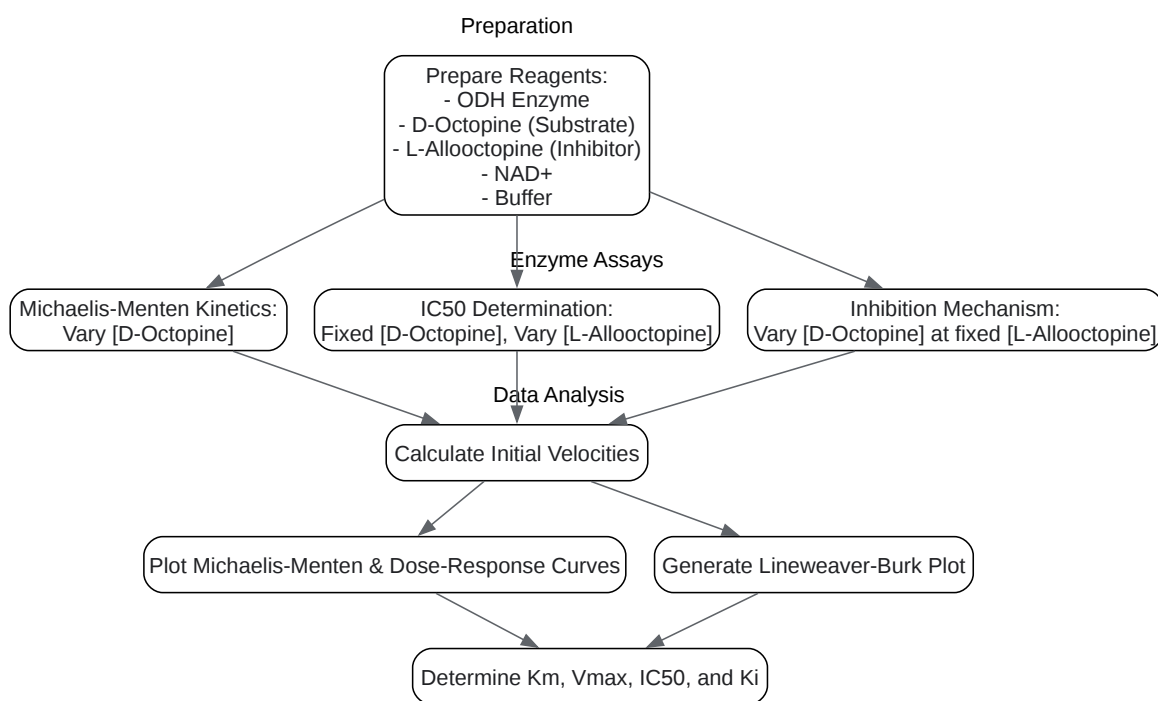 Preparation
Prepare Reagents:
- ODH Enzyme
- D-Octopine (Substrate)
- L-Allooctopine (Inhibitor)
- NAD+
- Buffer
Enzyme Assays
Michaelis-Menten Kinetics:
Vary [D-Octopine]
IC50 Determination:
Fixed [D-Octopine], Vary [L-Allooctopine]
Inhibition Mechanism:
Vary [D-Octopine] at fixed [L-Allooctopine]
Data Analysis
Calculate Initial Velocities
Plot Michaelis-Menten & Dose-Response Curves
Generate Lineweaver-Burk Plot
Determine Km, Vmax, IC50, and Ki